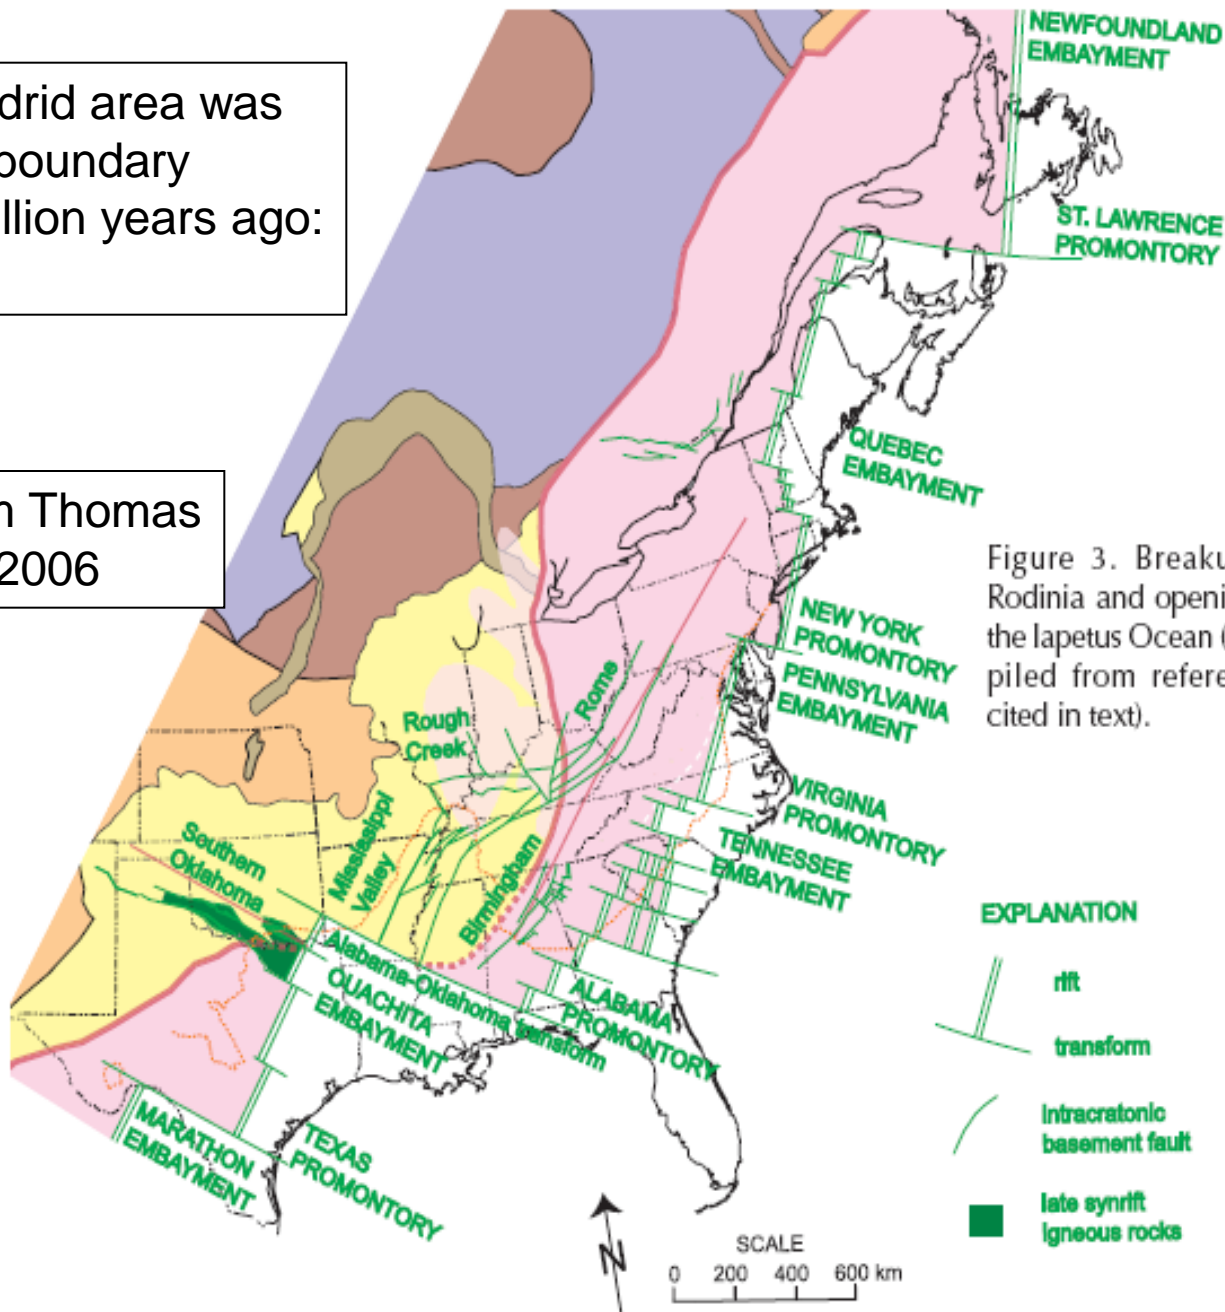 drid area was
boundary
llion years ago:
n Thomas
2006
NEWFOUNDLAND
EMBAYMENT
ST. LAWRENCE
PROMONTORY
QUEBEC
EMBAYMENT
Figure 3. Breaku
Rodinia and openi
the Iapetus Ocean (
piled from refere
cited in text).
NEW YORK
PROMONTORY
PENNSYLVANIA
EMBAYMENT
Rome
Rough
Creek
VIRGINIA
PROMONTORY
TENNESSEE
EMBAYMENT
Mississippi
Valley
Southern
Oklahoma
Birmingham
Alabama-Oklahoma transform
OUACHITA
EMBAYMENT
ALABAMA
PROMONTORY
MARATHON
EMBAYMENT
TEXAS
PROMONTORY
EXPLANATION
rift
transform
intracratonic
basement fault
late synrift
igneous rocks
N
SCALE
0 200 400 600 km